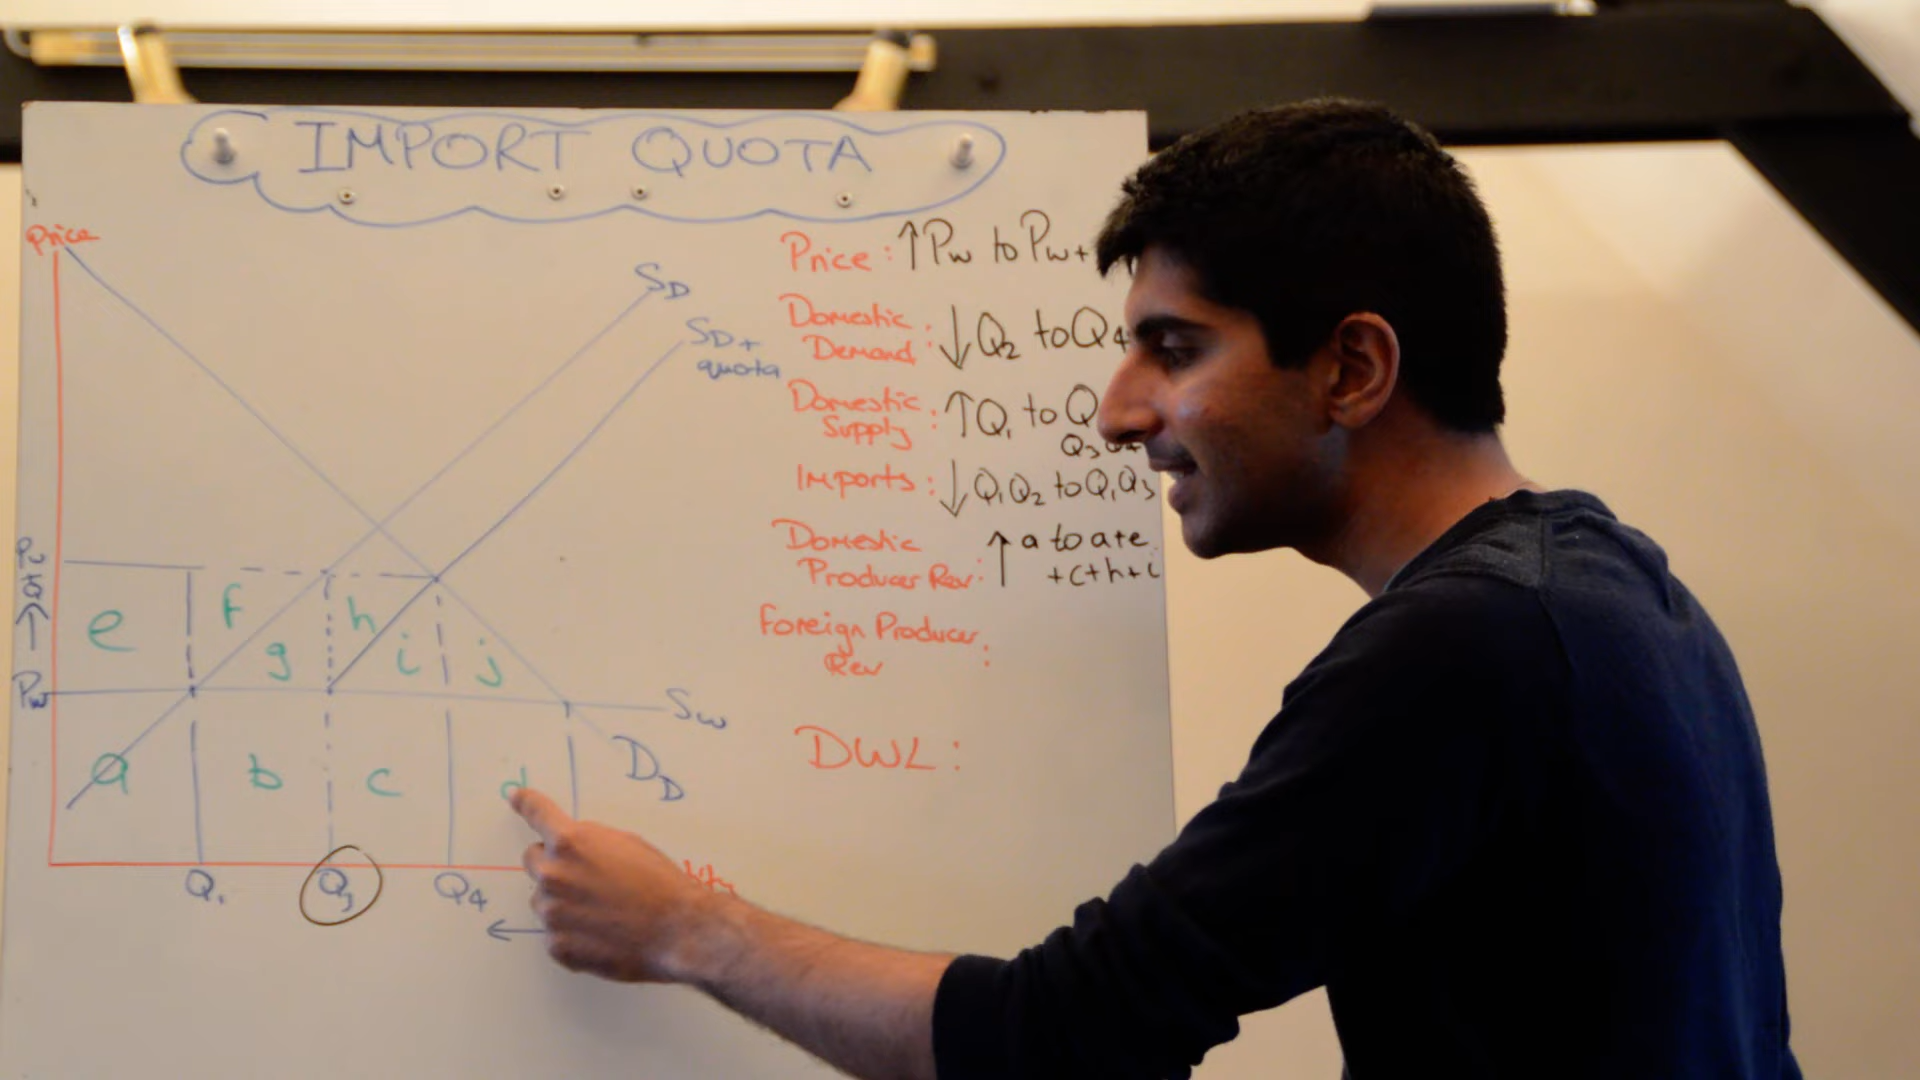 IMPORT QUOTA
Price
SD
SD+
quota
Price : ↑ Pw to Pw+
Domestic
Demand : ↓ Q2 to Q4
Domestic
Supply : ↑ Q1 to Q
Q3
Imports : ↓ Q1Q2 to Q1Q3
Domestic
Producer Rev : ↑ a to a+e
+c+h+i
Foreign Producer
Rev :
DWL :
e
f
g
h
i
j
Pw
Sw
DD
a
b
c
d
Q1
Q3
Q4
←